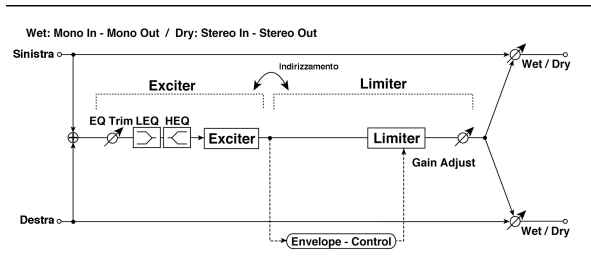 Wet: Mono In - Mono Out / Dry: Stereo In - Stereo Out
Sinistra
Wet / Dry
Indirizzamento
Exciter
Limiter
EQ Trim LEQ HEQ
Exciter
Limiter
Gain Adjust
Destra
Wet / Dry
Envelope - Control